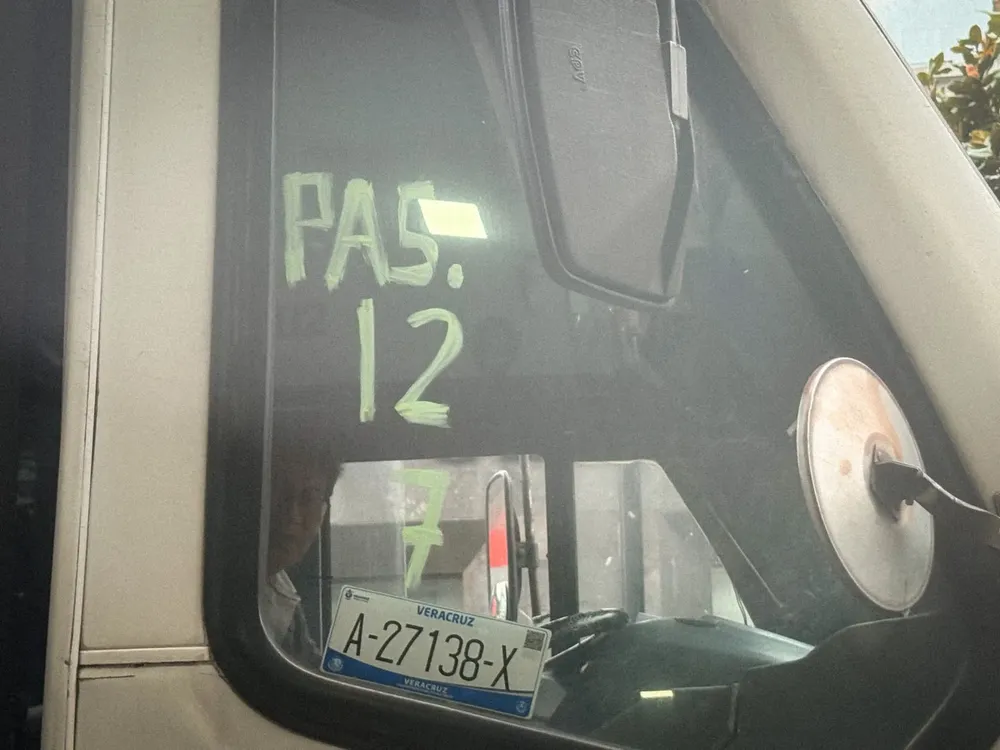 PAS.
12
7
VERACRUZ
A-27138-X
VERACRUZ